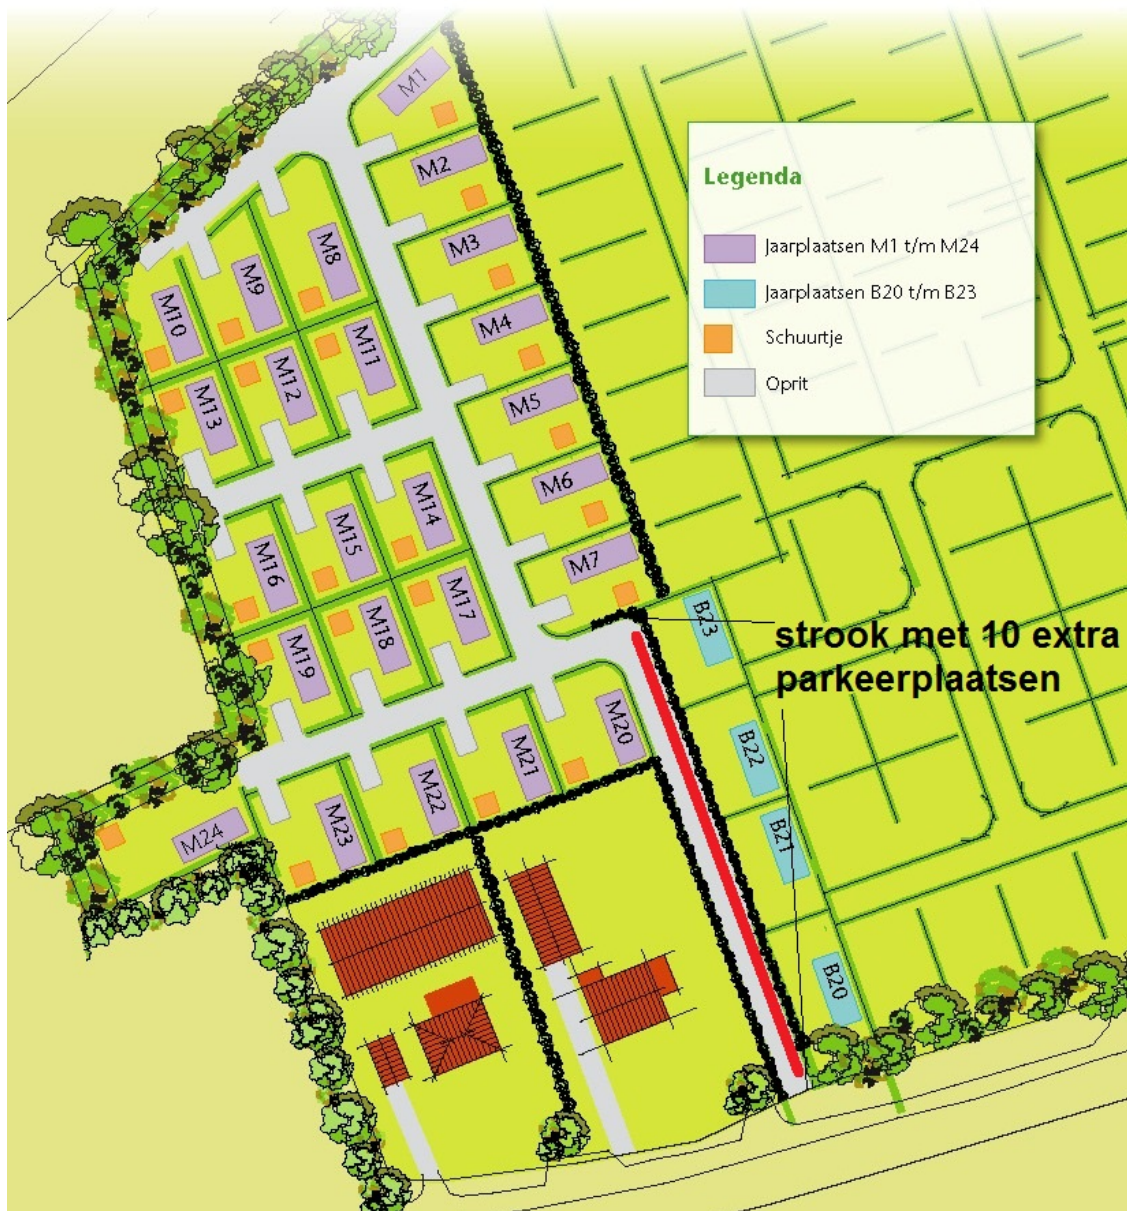 M1
M2
M3
M4
M5
M6
M7
M8
M9
M10
M11
M12
M13
M14
M15
M16
M17
M18
M19
M20
M21
M22
M23
M24
B23
B22
B21
B20
Legenda
Jaarplaatsen M1 t/m M24
Jaarplaatsen B20 t/m B23
Schuurtje
Oprit
strook met 10 extra
parkeerplaatsen